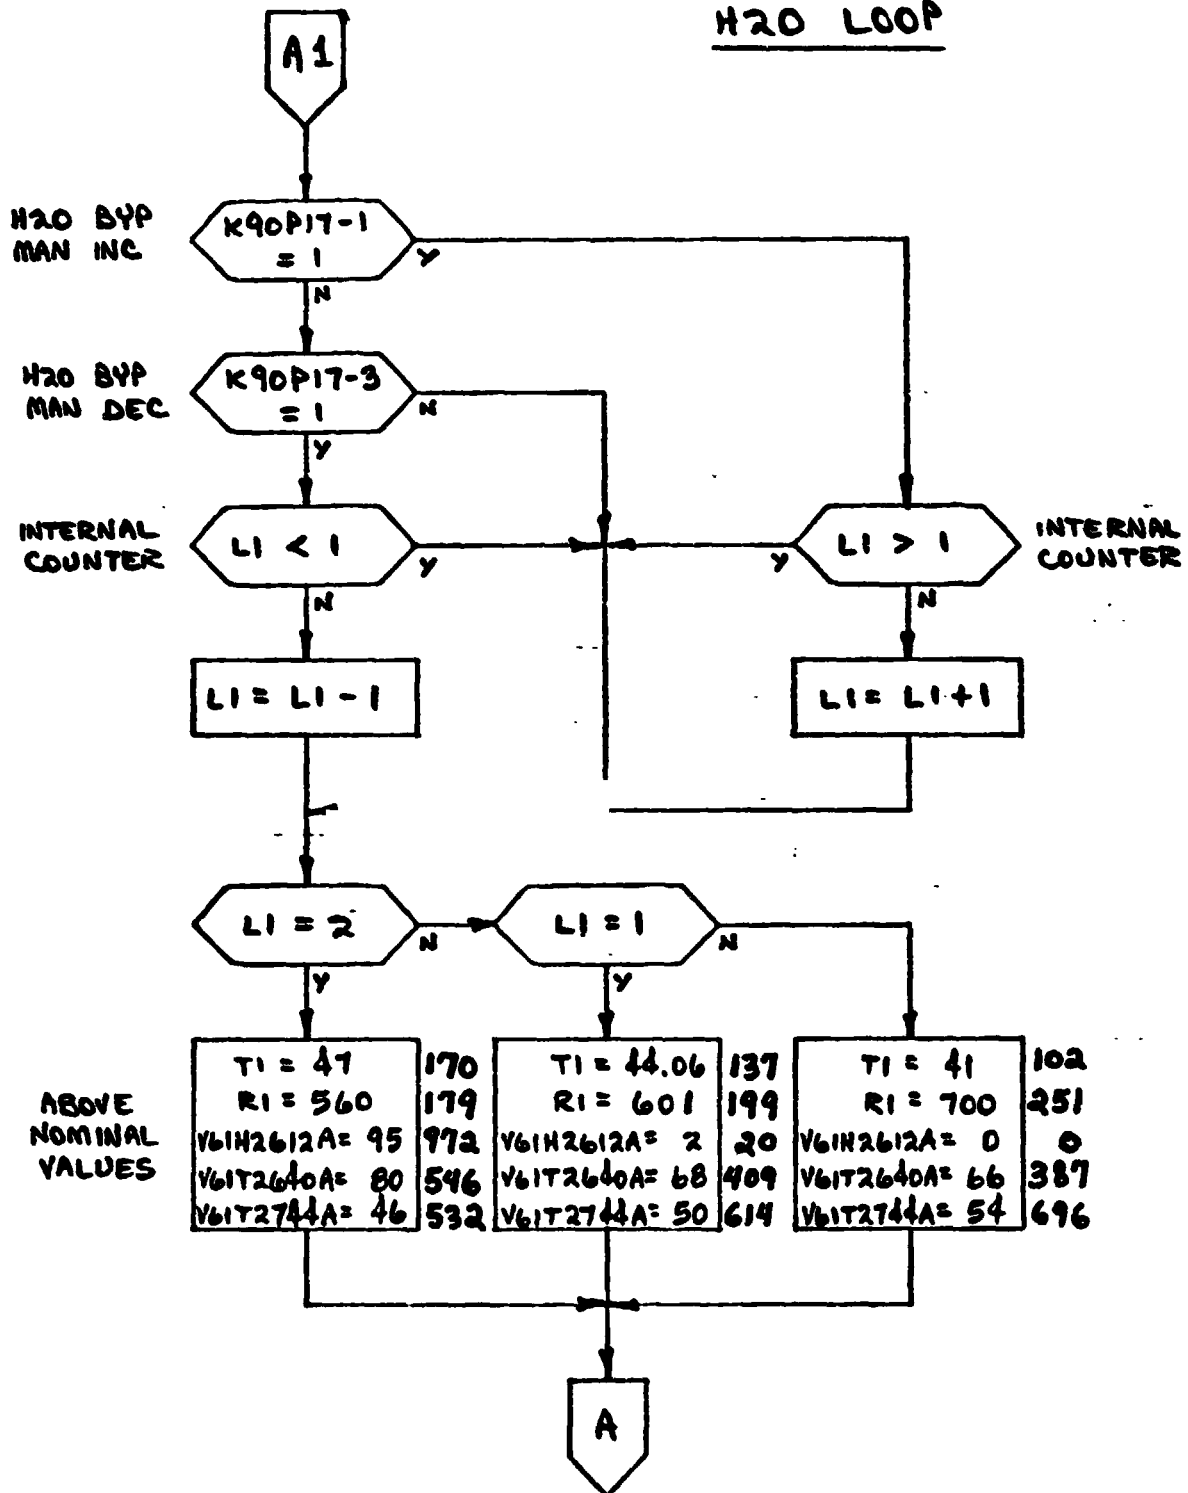 H2O LOOP
A1
H2O BYP
MAN INC
K90P17-1
= 1
Y
N
H2O BYP
MAN DEC
K90P17-3
= 1
N
Y
INTERNAL
COUNTER
L1 < 1
Y
N
Y
L1 > 1
N
INTERNAL
COUNTER
L1 = L1 - 1
L1 = L1 + 1
L1 = 2
N
Y
L1 = 1
N
Y
ABOVE
NOMINAL
VALUES
T1 = 47 170
R1 = 560 179
V61H2612A = 95 972
V61T2640A = 80 546
V61T2744A = 46 532
T1 = 44.06 137
R1 = 601 199
V61H2612A = 2 20
V61T2640A = 68 409
V61T2744A = 50 614
T1 = 41 102
R1 = 700 251
V61H2612A = 0 0
V61T2640A = 66 387
V61T2744A = 54 696
A